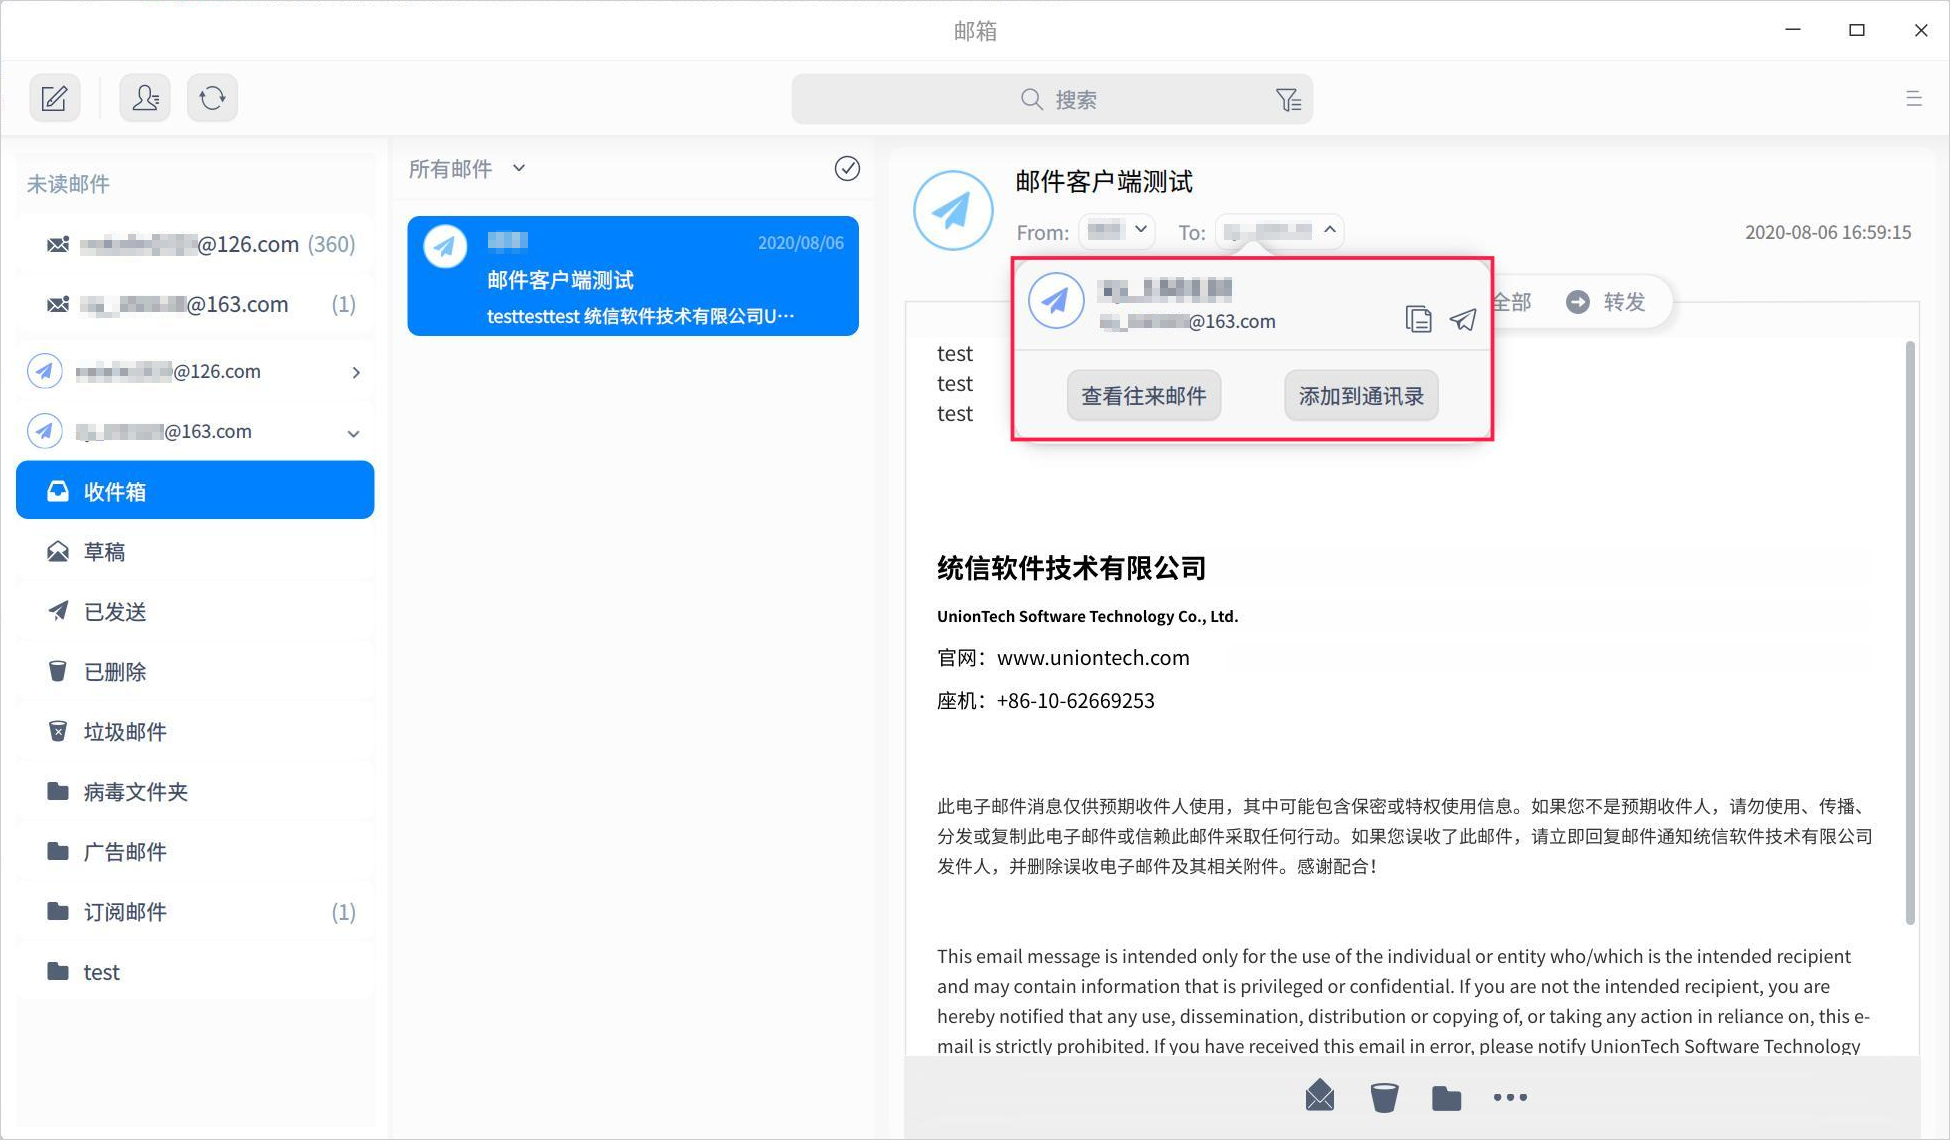 邮箱
搜索
未读邮件
@126.com (360)
@163.com (1)
@126.com
@163.com
收件箱
草稿
已发送
已删除
垃圾邮件
病毒文件夹
广告邮件
订阅邮件 (1)
test
所有邮件
2020/08/06
邮件客户端测试
testtesttest 统信软件技术有限公司U···
邮件客户端测试
From: To:
2020-08-06 16:59:15
@163.com
查看往来邮件 添加到通讯录
全部 转发
test
test
test
统信软件技术有限公司
UnionTech Software Technology Co., Ltd.
官网：www.uniontech.com
座机：+86-10-62669253
此电子邮件消息仅供预期收件人使用，其中可能包含保密或特权使用信息。如果您不是预期收件人，请勿使用、传播、
分发或复制此电子邮件或信赖此邮件采取任何行动。如果您误收了此邮件，请立即回复邮件通知统信软件技术有限公司
发件人，并删除误收电子邮件及其相关附件。感谢配合！
This email message is intended only for the use of the individual or entity who/which is the intended recipient
and may contain information that is privileged or confidential. If you are not the intended recipient, you are
hereby notified that any use, dissemination, distribution or copying of, or taking any action in reliance on, this e-
mail is strictly prohibited. If you have received this email in error, please notify UnionTech Software Technology